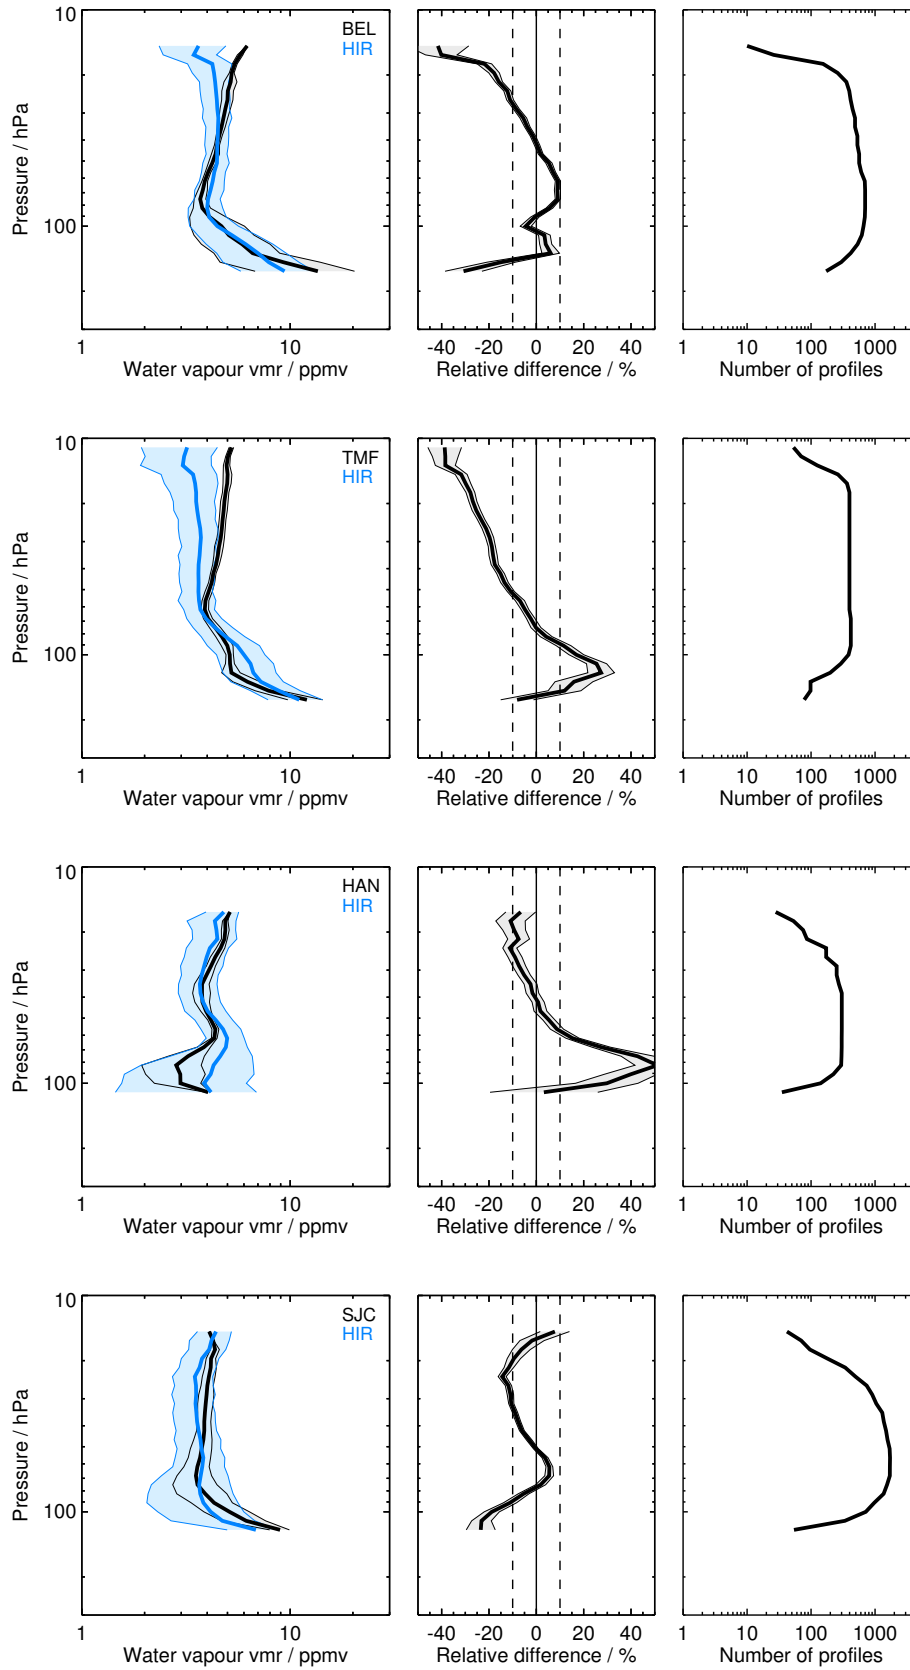 10
100
Pressure / hPa
BEL
HIR
1 10
Water vapour vmr / ppmv
-40 -20 0 20 40
Relative difference / %
1 10 100 1000
Number of profiles
10
100
Pressure / hPa
TMF
HIR
1 10
Water vapour vmr / ppmv
-40 -20 0 20 40
Relative difference / %
1 10 100 1000
Number of profiles
10
100
Pressure / hPa
HAN
HIR
1 10
Water vapour vmr / ppmv
-40 -20 0 20 40
Relative difference / %
1 10 100 1000
Number of profiles
10
100
Pressure / hPa
SJC
HIR
1 10
Water vapour vmr / ppmv
-40 -20 0 20 40
Relative difference / %
1 10 100 1000
Number of profiles